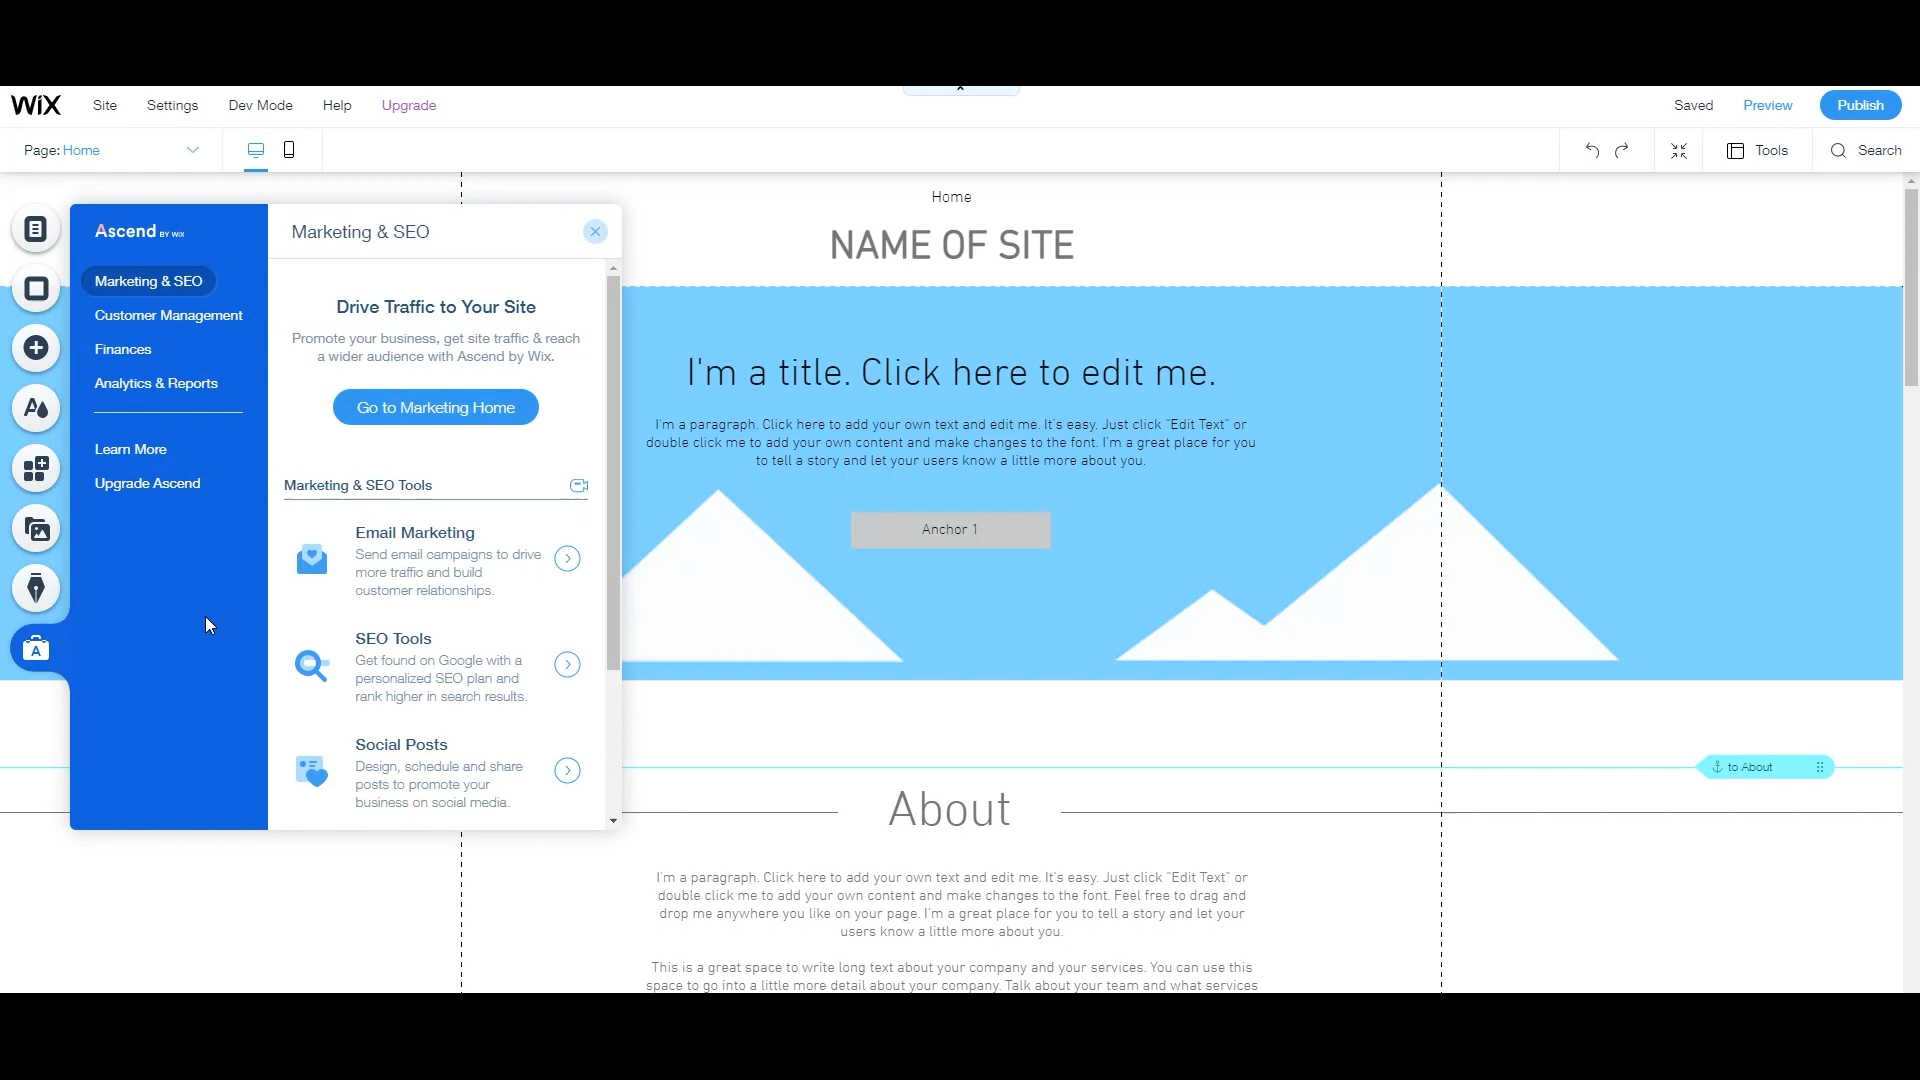 WiX Site Settings Dev Mode Help Upgrade Saved Preview Publish
Page: Home Tools Search
Ascend BY WiX
Marketing & SEO
Customer Management
Finances
Analytics & Reports
Learn More
Upgrade Ascend
A
Marketing & SEO
Drive Traffic to Your Site
Promote your business, get site traffic & reach
a wider audience with Ascend by Wix.
Go to Marketing Home
Marketing & SEO Tools
Email Marketing
Send email campaigns to drive
more traffic and build
customer relationships.
SEO Tools
Get found on Google with a
personalized SEO plan and
rank higher in search results.
Social Posts
Design, schedule and share
posts to promote your
business on social media.
Home
NAME OF SITE
I'm a title. Click here to edit me.
I'm a paragraph. Click here to add your own text and edit me. It's easy. Just click "Edit Text" or
double click me to add your own content and make changes to the font. I'm a great place for you
to tell a story and let your users know a little more about you.
Anchor 1
to About
About
I'm a paragraph. Click here to add your own text and edit me. It's easy. Just click "Edit Text" or
double click me to add your own content and make changes to the font. Feel free to drag and
drop me anywhere you like on your page. I'm a great place for you to tell a story and let your
users know a little more about you.
This is a great space to write long text about your company and your services. You can use this
space to go into a little more detail about your company. Talk about your team and what services